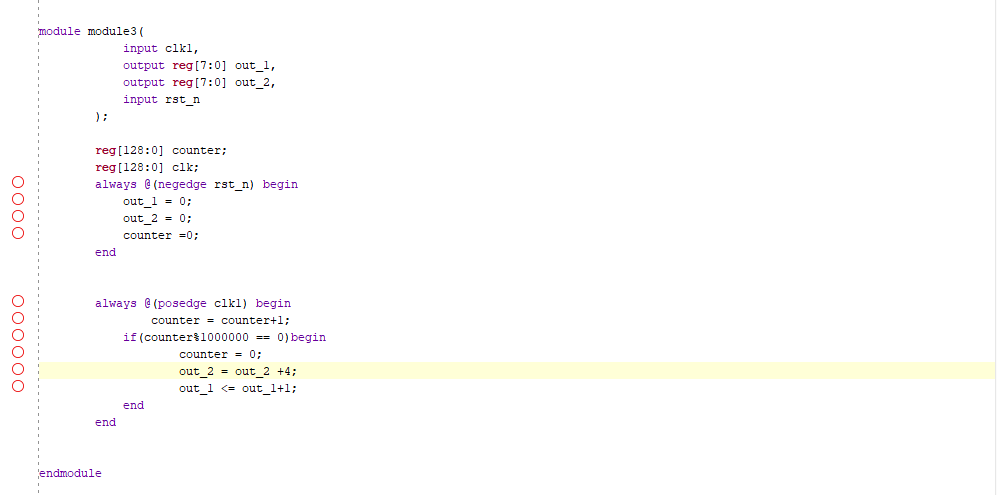 module module3(
input clk1,
output reg[7:0] out_1,
output reg[7:0] out_2,
input rst_n
);
reg[128:0] counter;
reg[128:0] clk;
always @(negedge rst_n) begin
out_1 = 0;
out_2 = 0;
counter =0;
end
always @(posedge clk1) begin
counter = counter+1;
if(counter%1000000 == 0)begin
counter = 0;
out_2 = out_2 +4;
out_1 <= out_1+1;
end
end
endmodule